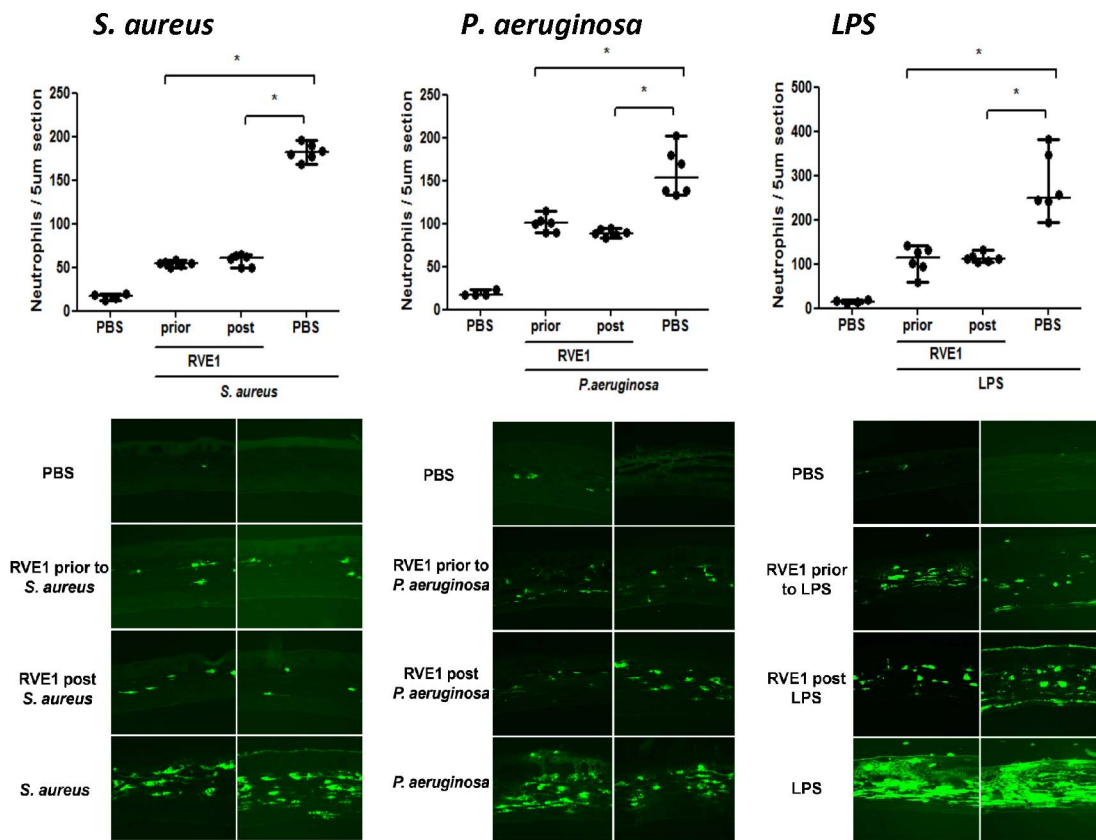 S. aureus
*
*
Neutrophils / 5um section
250
200
150
100
50
0
PBS
prior
post
PBS
RVE1
S. aureus
P. aeruginosa
*
*
Neutrophils / 5um section
250
200
150
100
50
0
PBS
prior
post
PBS
RVE1
P.aeruginosa
LPS
*
*
Neutrophils / 5um section
500
400
300
200
100
0
PBS
prior
post
PBS
RVE1
LPS
PBS
RVE1 prior to
S. aureus
RVE1 post
S. aureus
S. aureus
PBS
RVE1 prior to
P. aeruginosa
RVE1 post
P. aeruginosa
P. aeruginosa
PBS
RVE1 prior
to LPS
RVE1 post
LPS
LPS